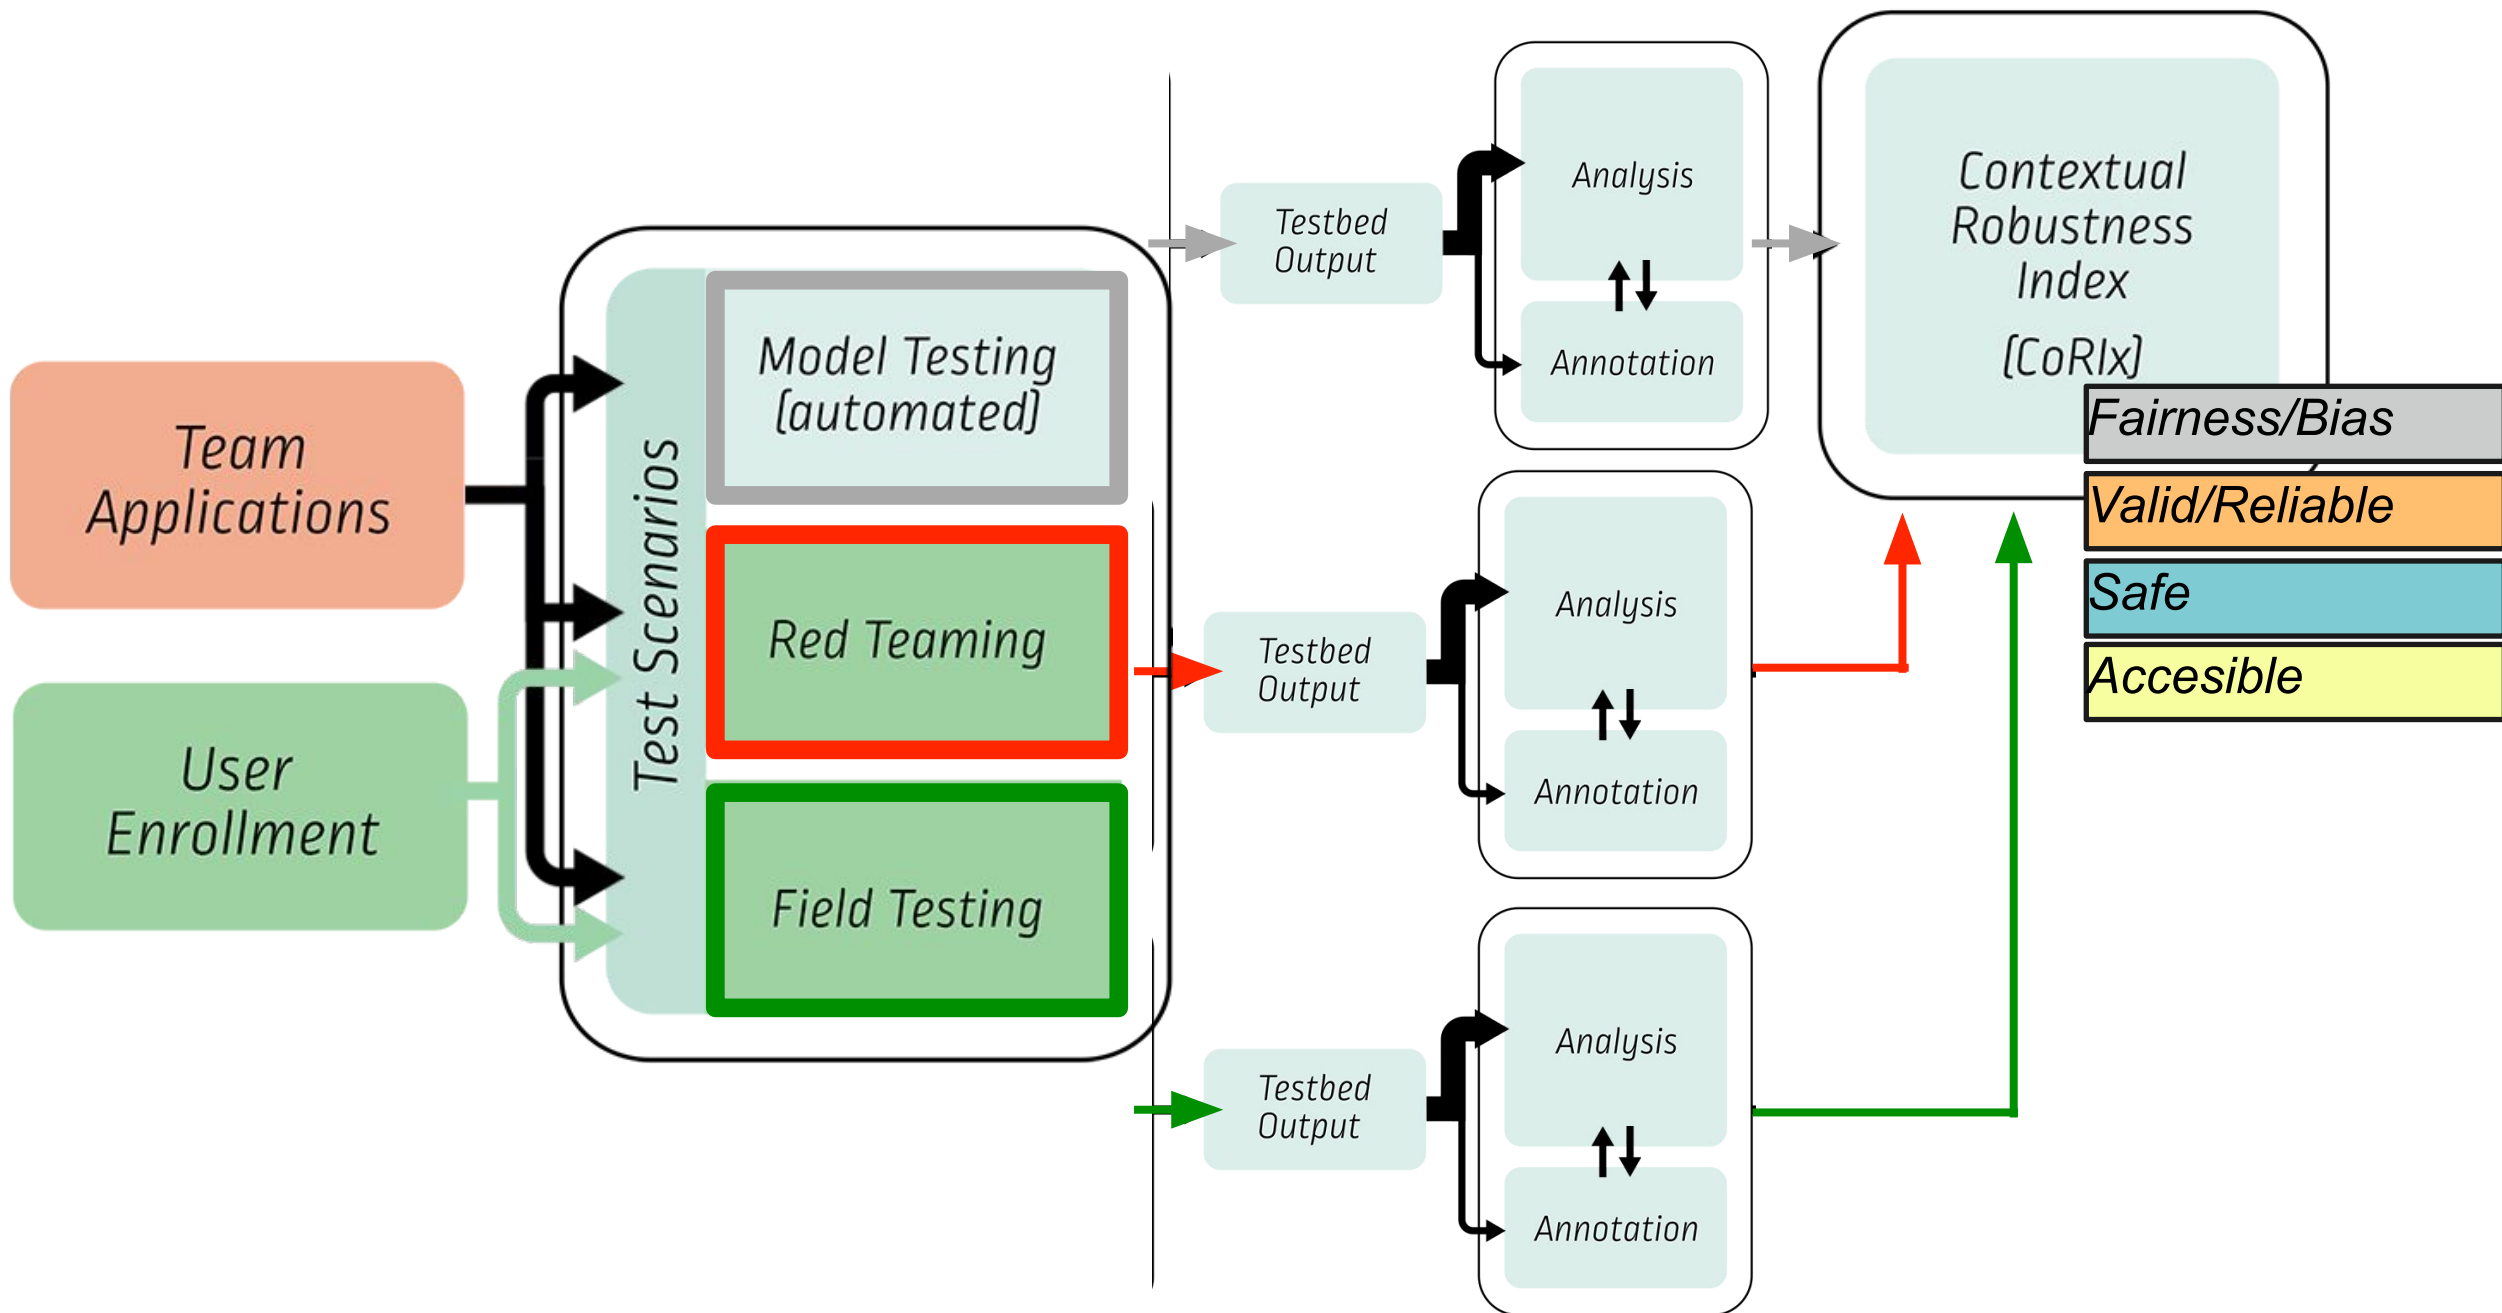 Team
Applications
User
Enrollment
Test Scenarios
Model Testing
(automated)
Red Teaming
Field Testing
Testbed
Output
Analysis
Annotation
Testbed
Output
Analysis
Annotation
Testbed
Output
Analysis
Annotation
Contextual
Robustness
Index
(CoRIx)
Fairness/Bias
Valid/Reliable
Safe
Accesible